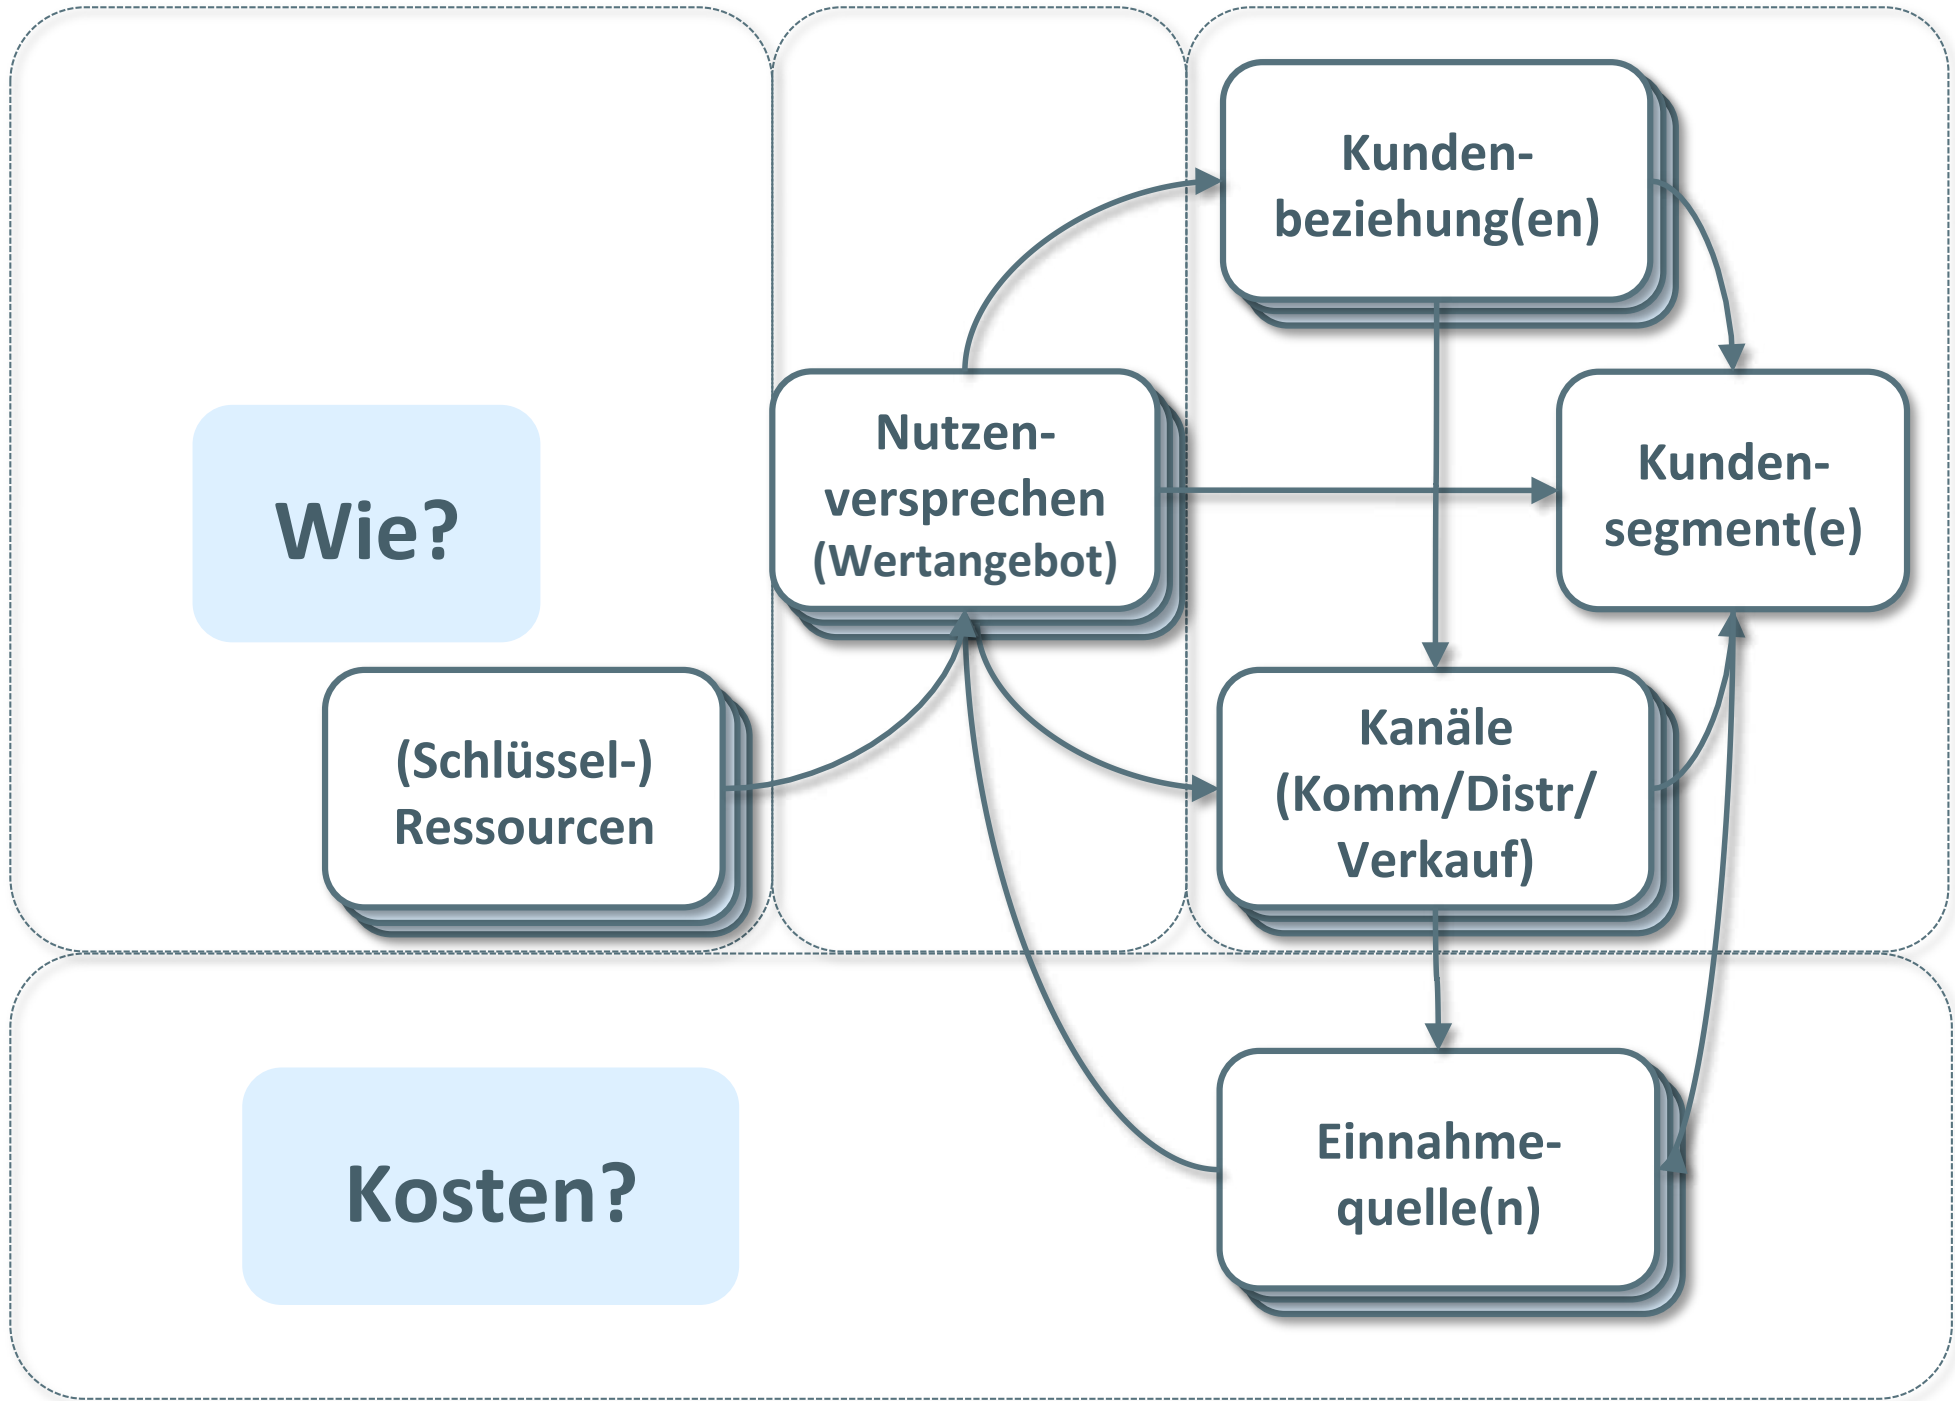 Kunden-
beziehung(en)
Nutzen-
versprechen
(Wertangebot)
Kunden-
segment(e)
Wie?
(Schlüssel-)
Ressourcen
Kanäle
(Komm/Distr/
Verkauf)
Kosten?
Einnahme-
quelle(n)